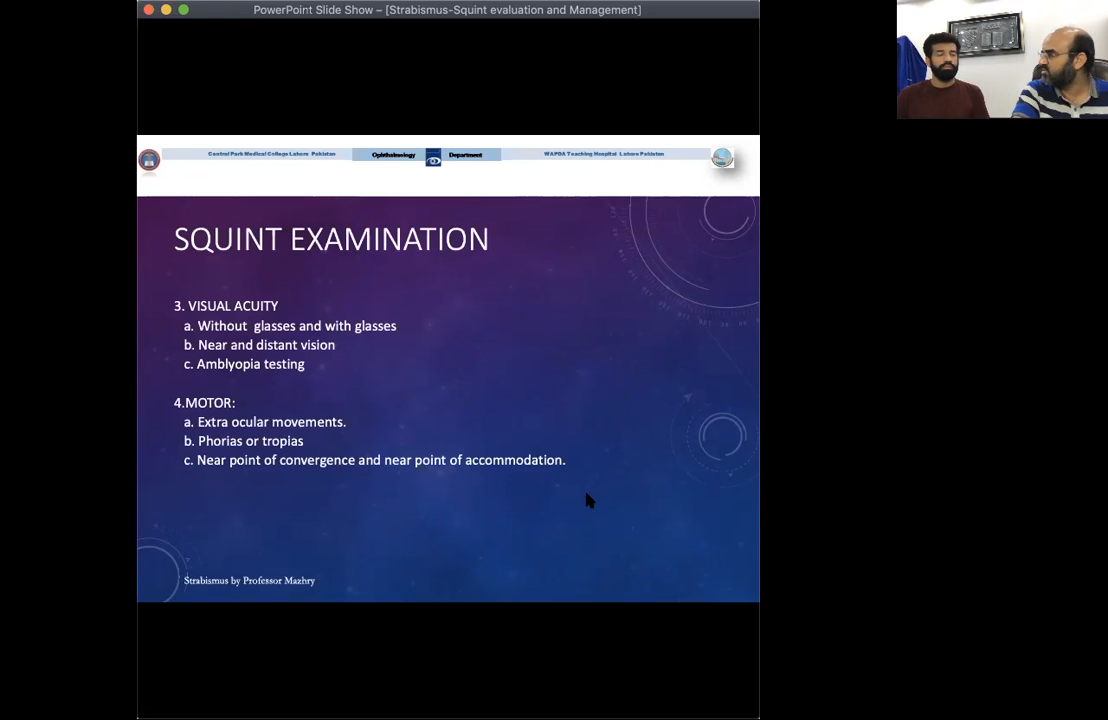 PowerPoint Slide Show – [Strabismus-Squint evaluation and Management]
Central Park Medical College Lahore Pakistan
Ophthalmology Department
WAPDA Teaching Hospital Lahore Pakistan
SQUINT EXAMINATION
3. VISUAL ACUITY
a. Without glasses and with glasses
b. Near and distant vision
c. Amblyopia testing
4.MOTOR:
a. Extra ocular movements.
b. Phorias or tropias
c. Near point of convergence and near point of accommodation.
Strabismus by Professor Mazhry